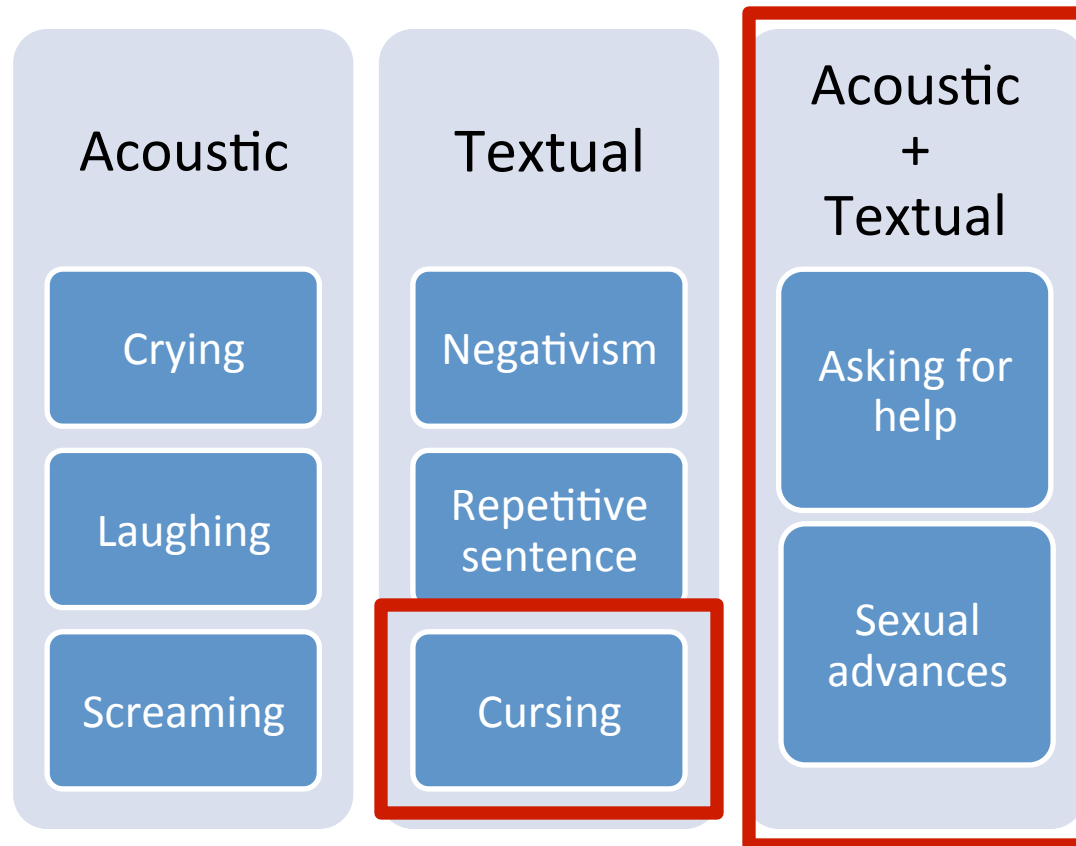 Acoustic
Crying
Laughing
Screaming
Textual
Negativism
Repetitive
sentence
Cursing
Acoustic
+
Textual
Asking for
help
Sexual
advances